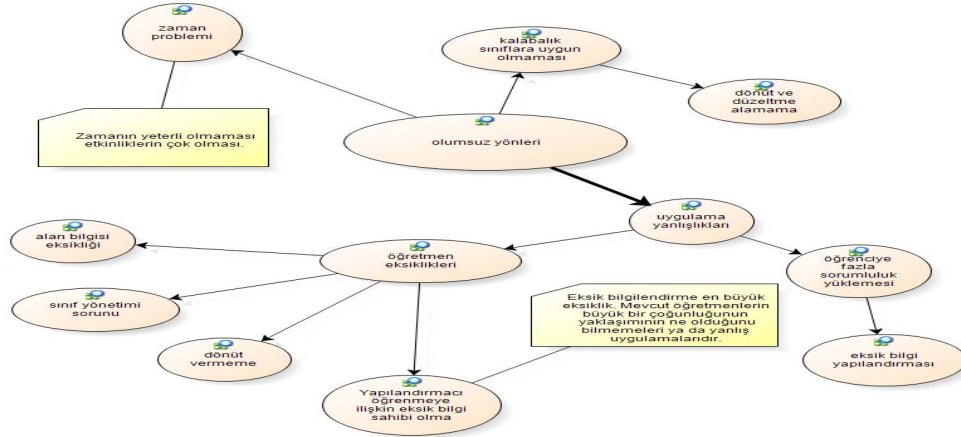 zaman
problemi
kalabalık
sınıflara uygun
olmaması
dönüt ve
düzeltme
alamama
Zamanın yeterli olmaması
etkinliklerin çok olması.
olumsuz yönleri
uygulama
yanlışlıkları
alan bilgisi
eksikliği
öğretmen
eksiklikleri
öğrenciye
fazla
sorumluluk
yüklemesi
sınıf yönetimi
sorunu
Eksik bilgilendirme en büyük
eksiklik. Mevcut öğretmenlerin
büyük bir çoğunluğunun
yaklaşımının ne olduğunu
bilmemeleri ya da yanlış
uygulamalarıdır.
dönüt
vermeme
eksik bilgi
yapılandırması
Yapılandırmacı
öğrenmeye
ilişkin eksik bilgi
sahibi olma